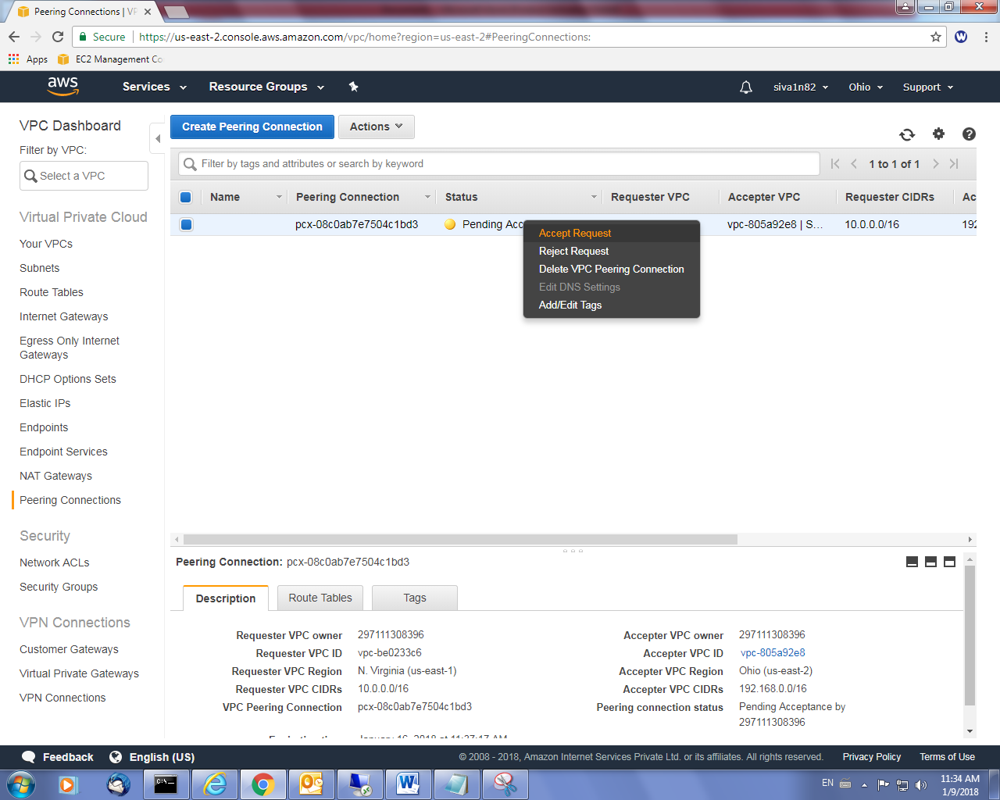 Peering Connections | VP
Secure
https://us-east-2.console.aws.amazon.com/vpc/home?region=us-east-2#PeeringConnections:
W
Apps
EC2 Management Co
aws
Services
Resource Groups
siva1n82
Ohio
Support
VPC Dashboard
Filter by VPC:
Select a VPC
Virtual Private Cloud
Your VPCs
Subnets
Route Tables
Internet Gateways
Egress Only Internet
Gateways
DHCP Options Sets
Elastic IPs
Endpoints
Endpoint Services
NAT Gateways
Peering Connections
Security
Network ACLs
Security Groups
VPN Connections
Customer Gateways
Virtual Private Gateways
VPN Connections
Create Peering Connection
Actions
Filter by tags and attributes or search by keyword
1 to 1 of 1
Name Peering Connection Status Requester VPC Accepter VPC Requester CIDRs Ac
pcx-08c0ab7e7504c1bd3 Pending Acc vpc-805a92e8 | S... 10.0.0.0/16 192
Accept Request
Reject Request
Delete VPC Peering Connection
Edit DNS Settings
Add/Edit Tags
Peering Connection: pcx-08c0ab7e7504c1bd3
Description
Route Tables
Tags
Requester VPC owner 297111308396
Requester VPC ID vpc-be0233c6
Requester VPC Region N. Virginia (us-east-1)
Requester VPC CIDRs 10.0.0.0/16
VPC Peering Connection pcx-08c0ab7e7504c1bd3
Accepter VPC owner 297111308396
Accepter VPC ID vpc-805a92e8
Accepter VPC Region Ohio (us-east-2)
Accepter VPC CIDRs 192.168.0.0/16
Peering connection status Pending Acceptance by
297111308396
Feedback
English (US)
© 2008 - 2018, Amazon Internet Services Private Ltd. or its affiliates. All rights reserved.
Privacy Policy
Terms of Use
EN
11:34 AM
1/9/2018